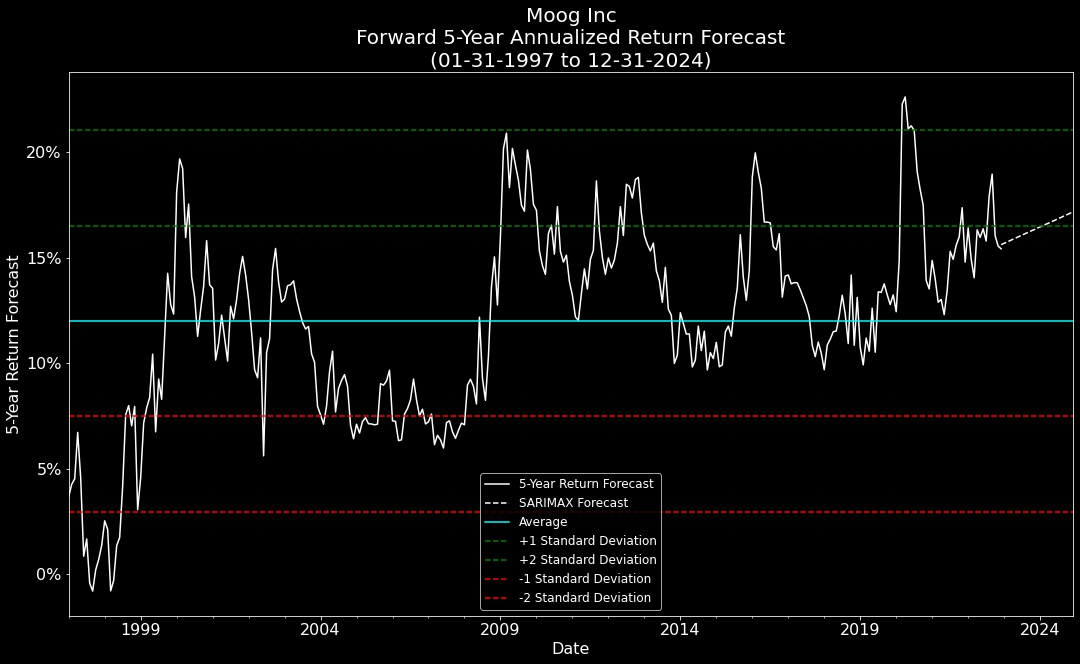 Moog Inc
Forward 5-Year Annualized Return Forecast
(01-31-1997 to 12-31-2024)
5-Year Return Forecast
20%
15%
10%
5%
0%
5-Year Return Forecast
SARIMAX Forecast
Average
+1 Standard Deviation
+2 Standard Deviation
-1 Standard Deviation
-2 Standard Deviation
1999 2004 2009 2014 2019 2024
Date